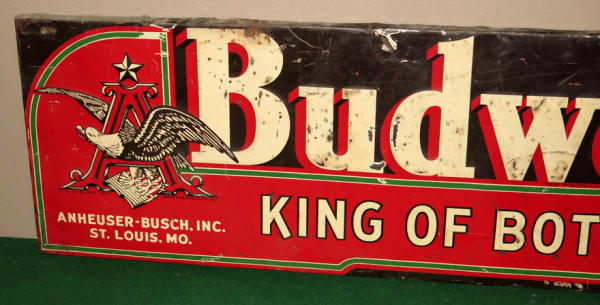 Budw
ANHEUSER-BUSCH, INC.
ST. LOUIS, MO.
KING OF BOT